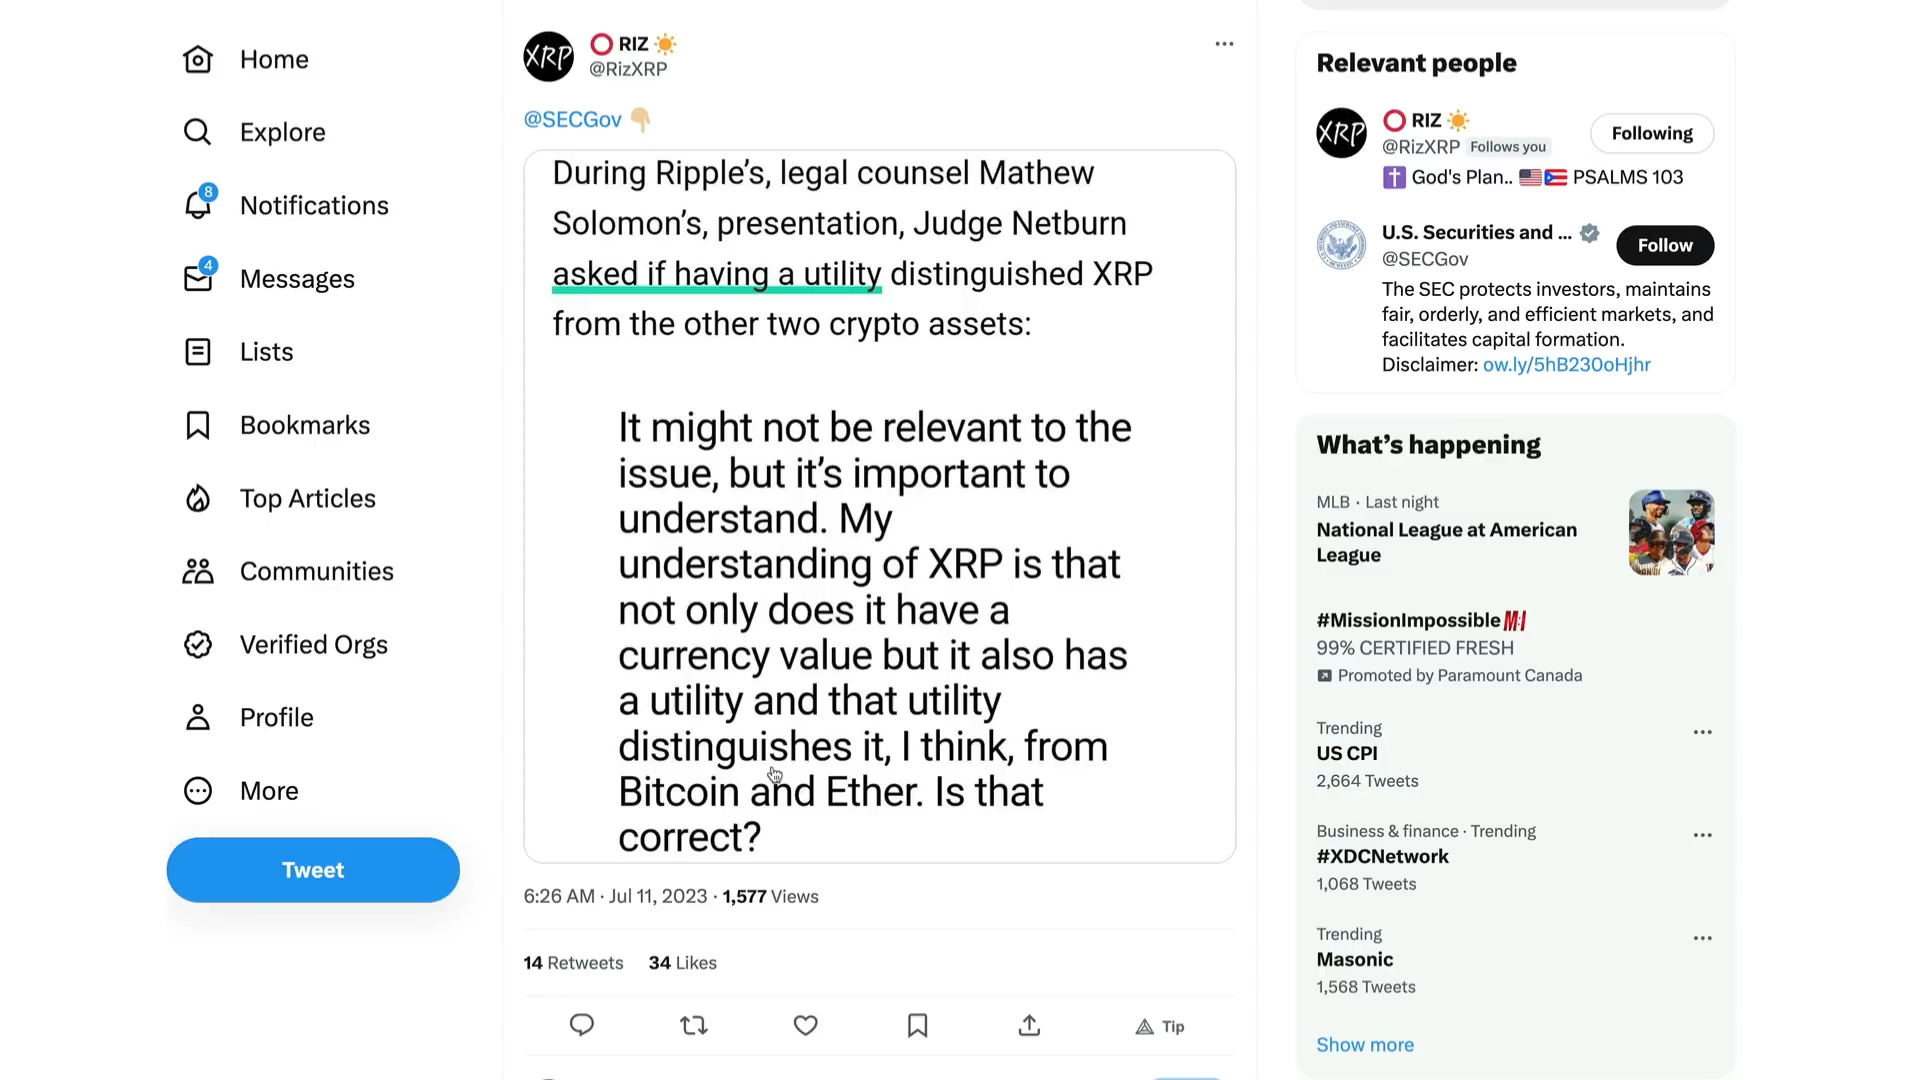 Home
Explore
8
Notifications
4
Messages
Lists
Bookmarks
Top Articles
Communities
Verified Orgs
Profile
More
Tweet
XRP
RIZ
@RizXRP
@SECGov
During Ripple’s, legal counsel Mathew
Solomon’s, presentation, Judge Netburn
asked if having a utility distinguished XRP
from the other two crypto assets:
It might not be relevant to the
issue, but it’s important to
understand. My
understanding of XRP is that
not only does it have a
currency value but it also has
a utility and that utility
distinguishes it, I think, from
Bitcoin and Ether. Is that
correct?
6:26 AM · Jul 11, 2023 · 1,577 Views
14 Retweets 34 Likes
Tip
Relevant people
XRP
RIZ
@RizXRP Follows you
Following
God's Plan.. PSALMS 103
U.S. Securities and ...
@SECGov
Follow
The SEC protects investors, maintains
fair, orderly, and efficient markets, and
facilitates capital formation.
Disclaimer: ow.ly/5hB230oHjhr
What’s happening
MLB · Last night
National League at American
League
#MissionImpossible
99% CERTIFIED FRESH
Promoted by Paramount Canada
Trending
US CPI
2,664 Tweets
Business & finance · Trending
#XDCNetwork
1,068 Tweets
Trending
Masonic
1,568 Tweets
Show more